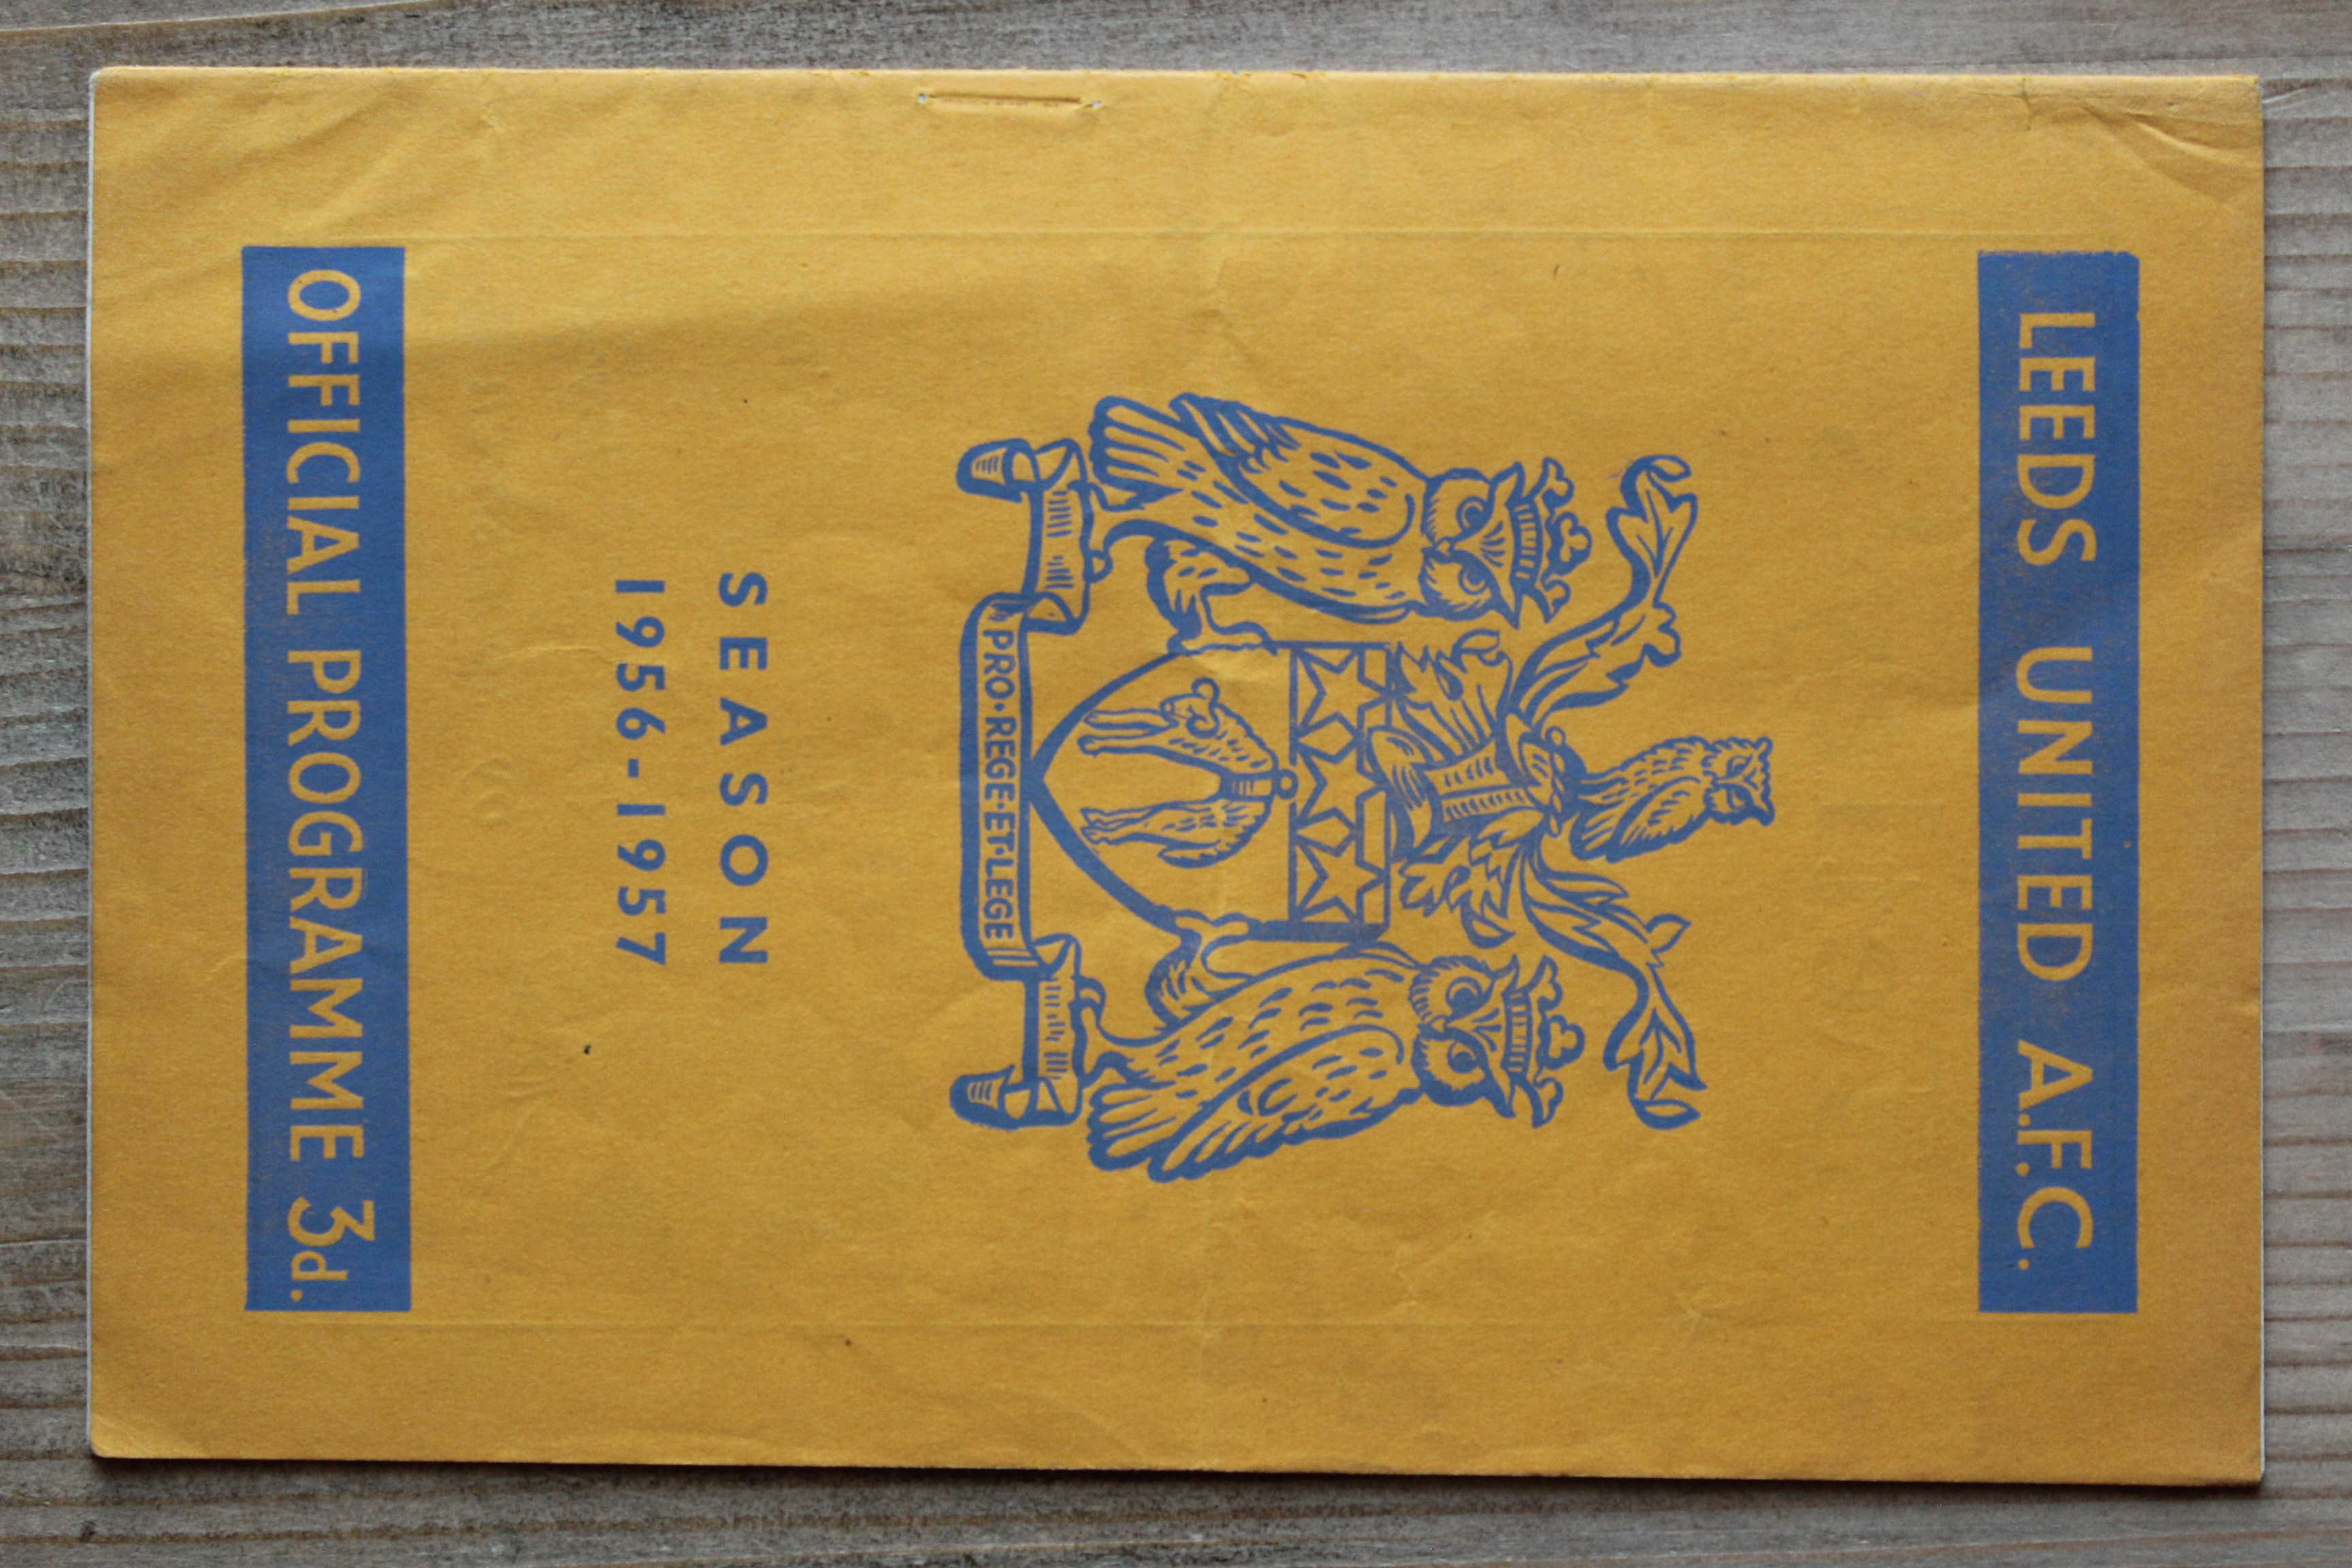 LEEDS UNITED A.F.C.
PRO·REGE·ET·LEGE
SEASON
1956-1957
OFFICIAL PROGRAMME 3d.